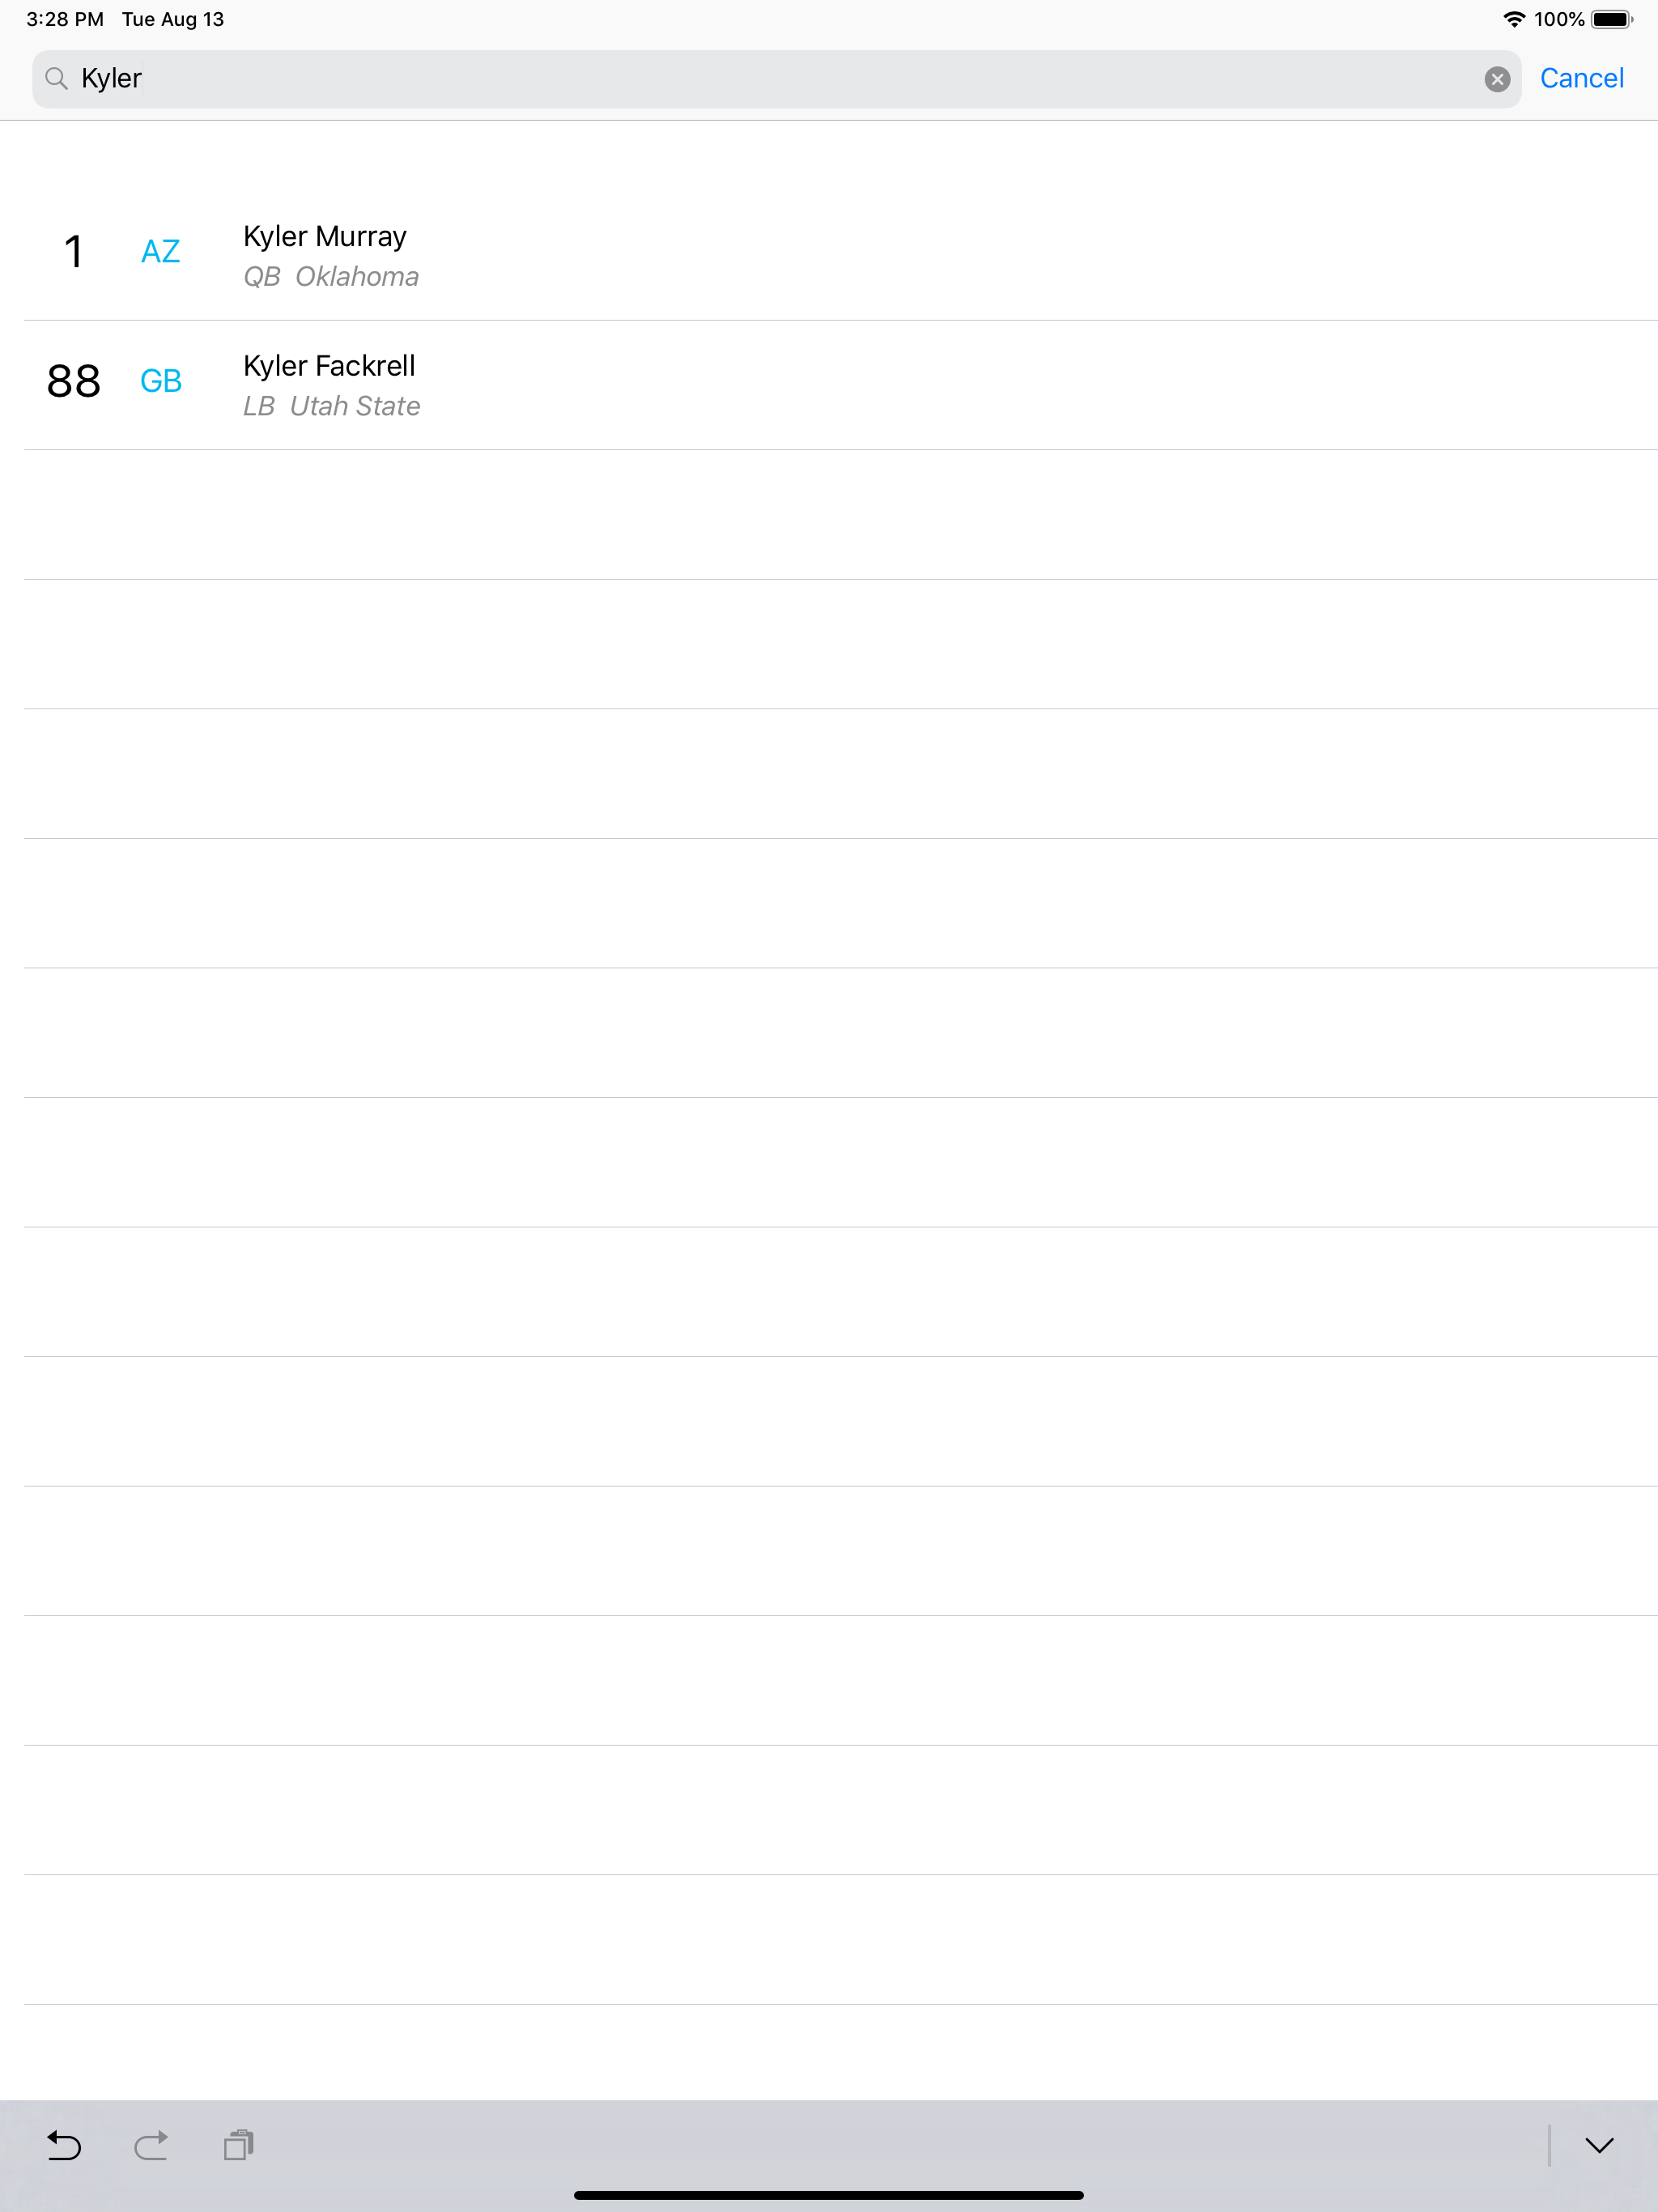 3:28 PM Tue Aug 13 100%
Kyler Cancel
1 AZ Kyler Murray
QB Oklahoma
88 GB Kyler Fackrell
LB Utah State